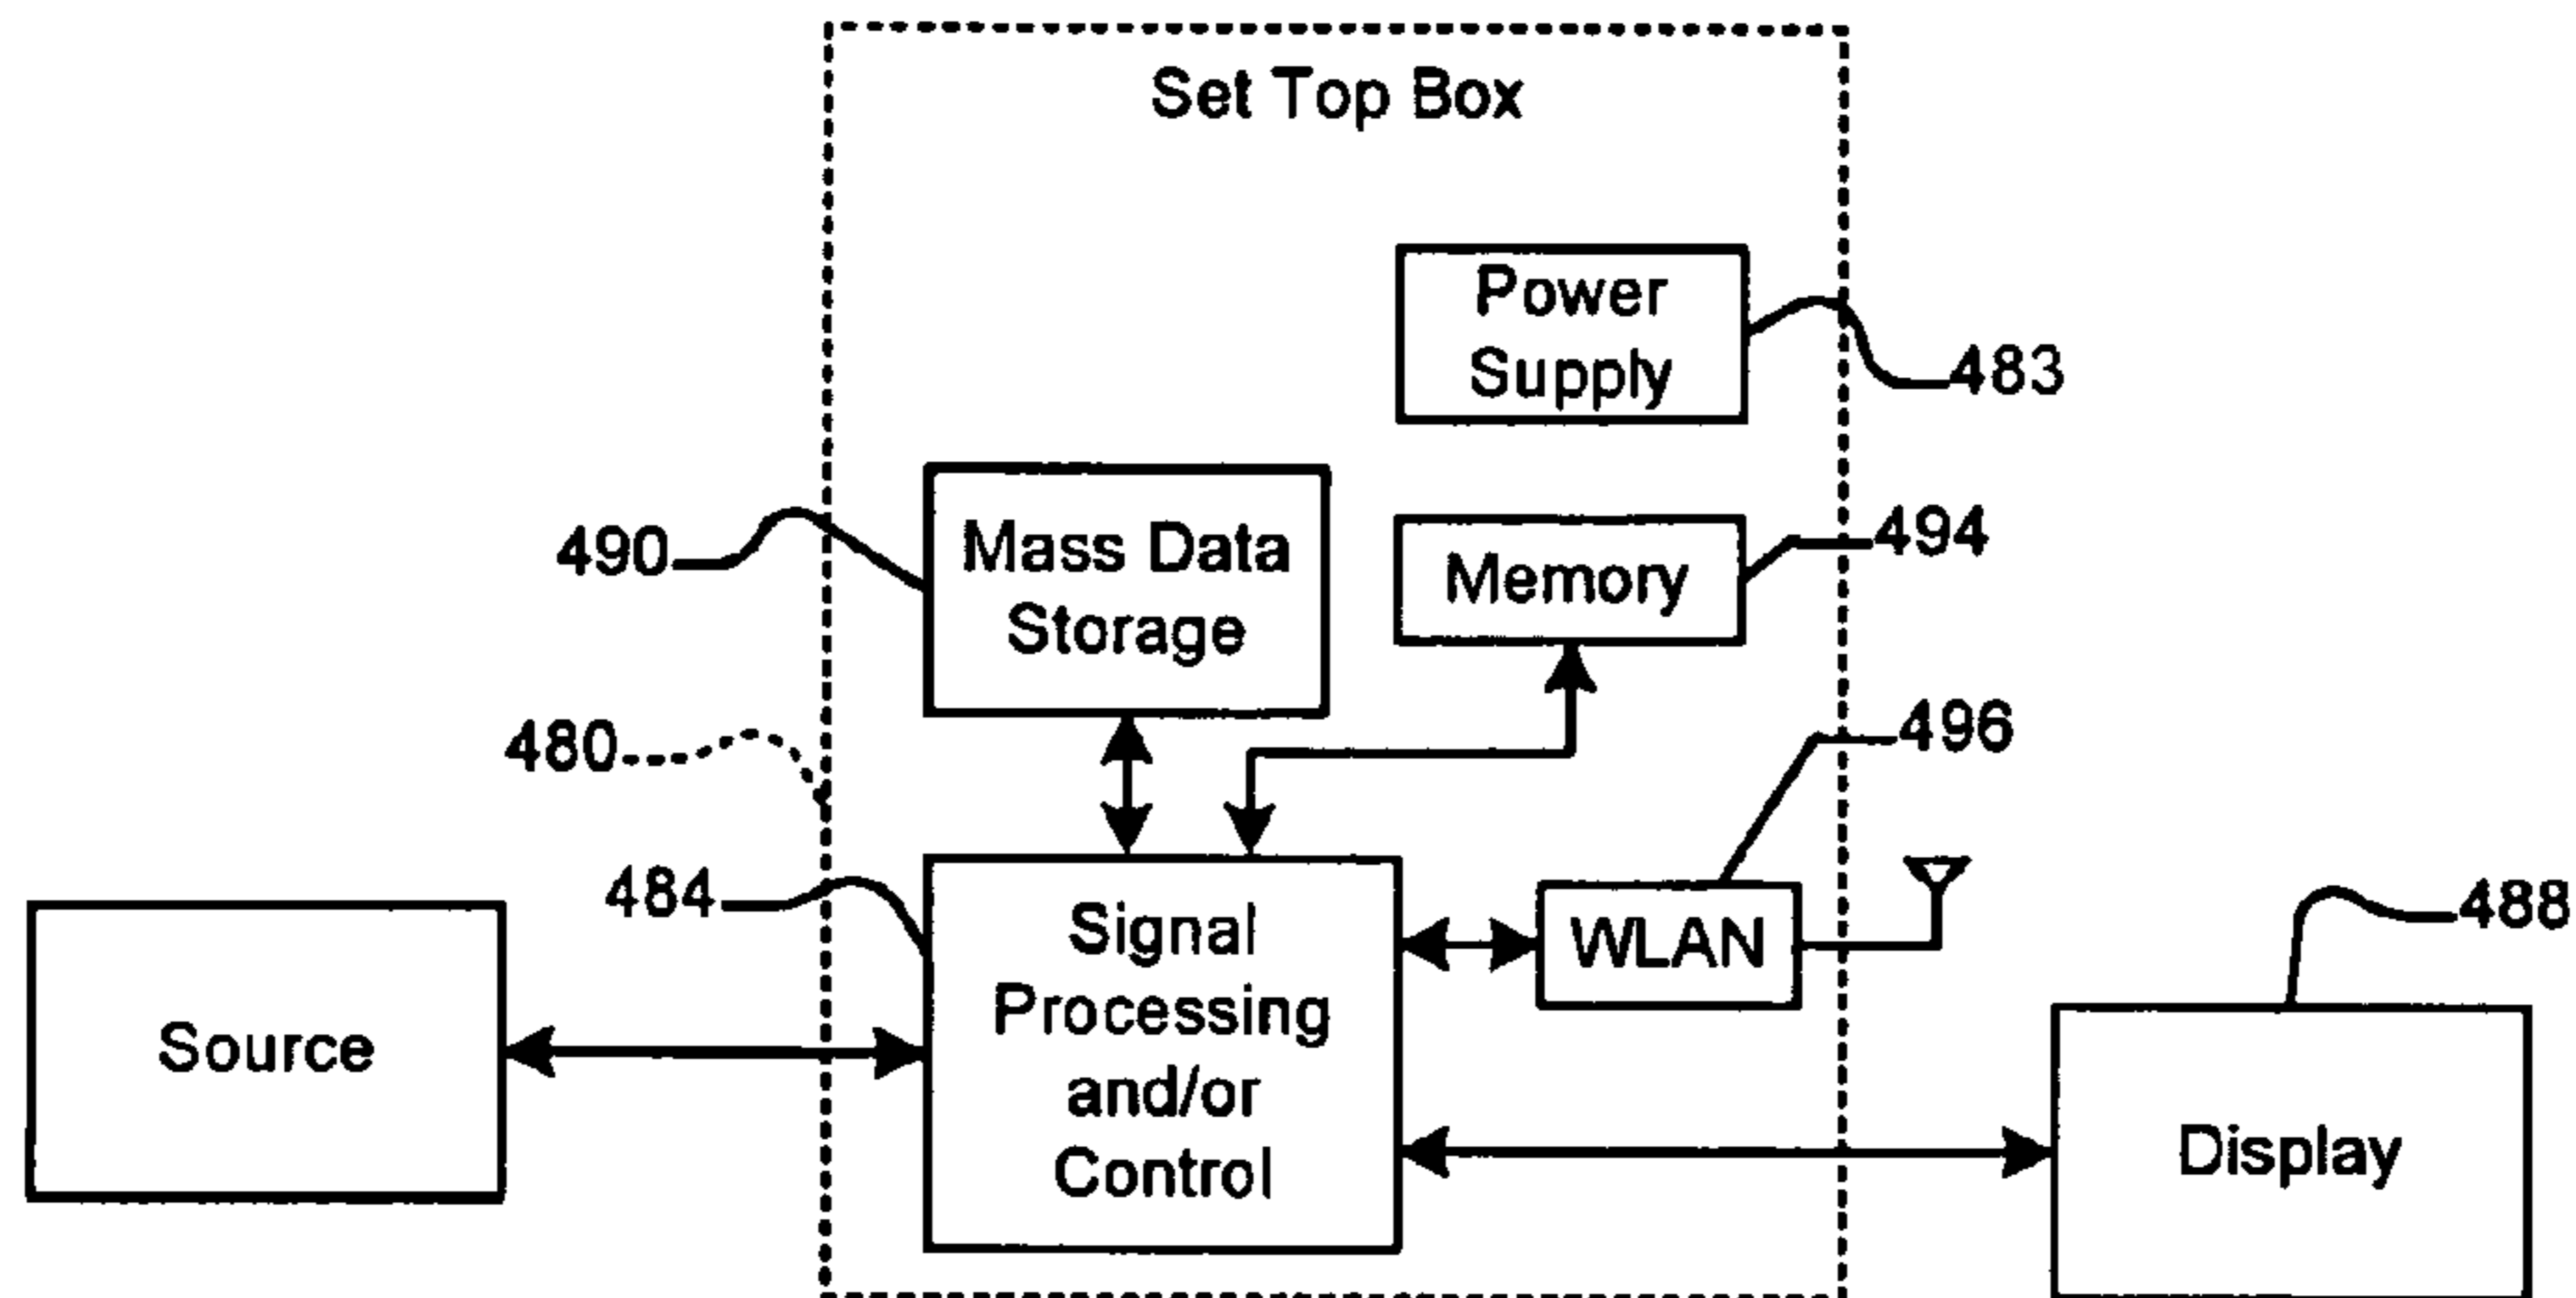 Set Top Box
Power
Supply
483
490
Mass Data
Storage
494
Memory
480
496
484
Signal
Processing
and/or
Control
WLAN
488
Source
Display